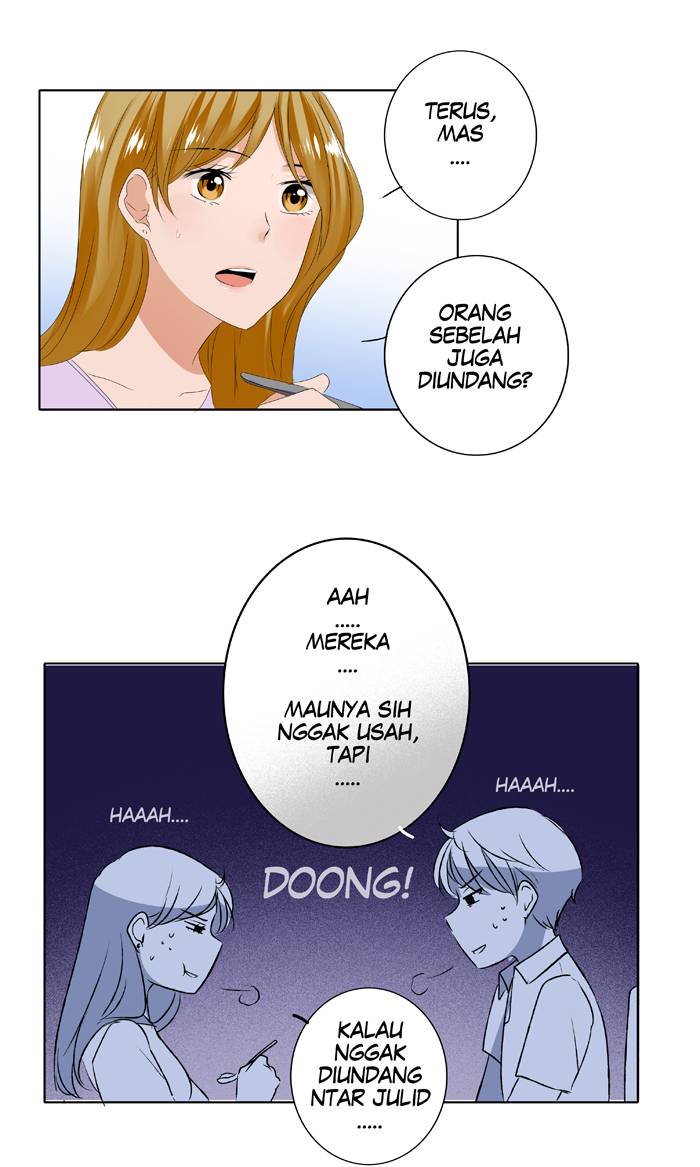 TERUS,
MAS
....
ORANG
SEBELAH
JUGA
DIUNDANG?
AAH
.....
MEREKA
....
MAUNYA SIH
NGGAK USAH,
TAPI
.....
HAAAH....
HAAAH....
DOONG!
KALAU
NGGAK
DIUNDANG
NTAR JULID
.....